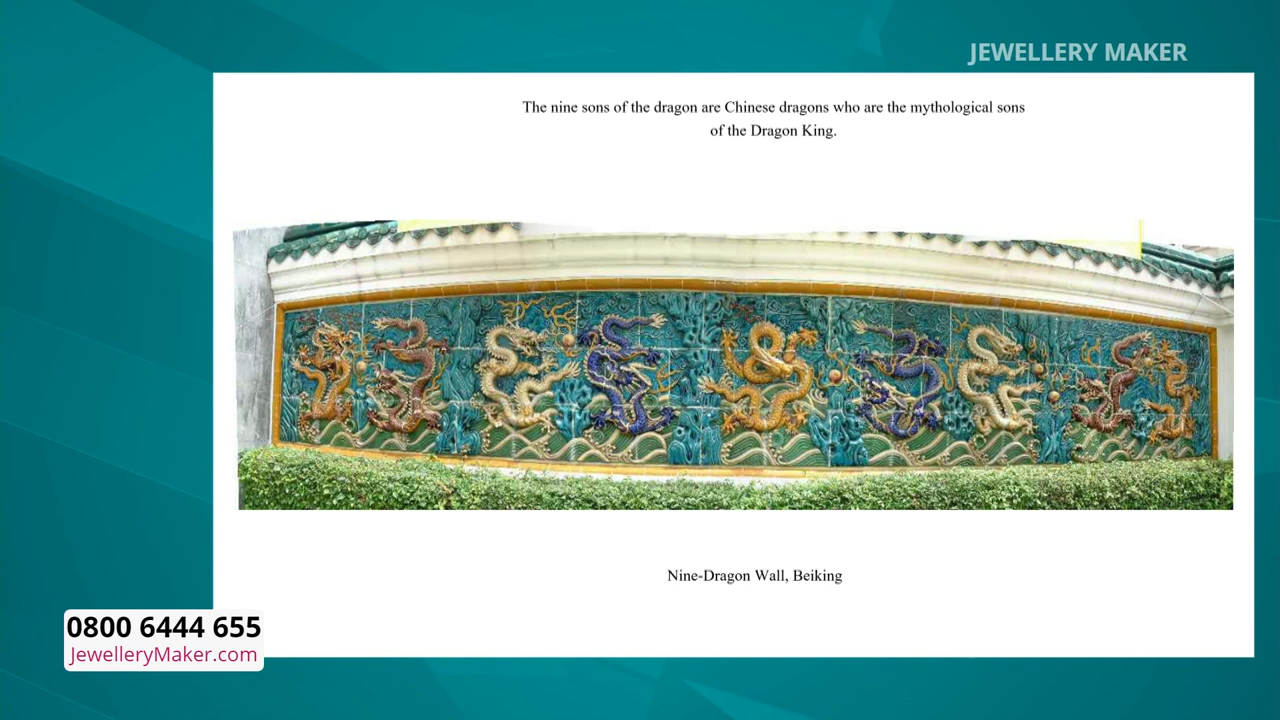 JEWELLERY MAKER
The nine sons of the dragon are Chinese dragons who are the mythological sons
of the Dragon King.
Nine-Dragon Wall, Beiking
0800 6444 655
JewelleryMaker.com